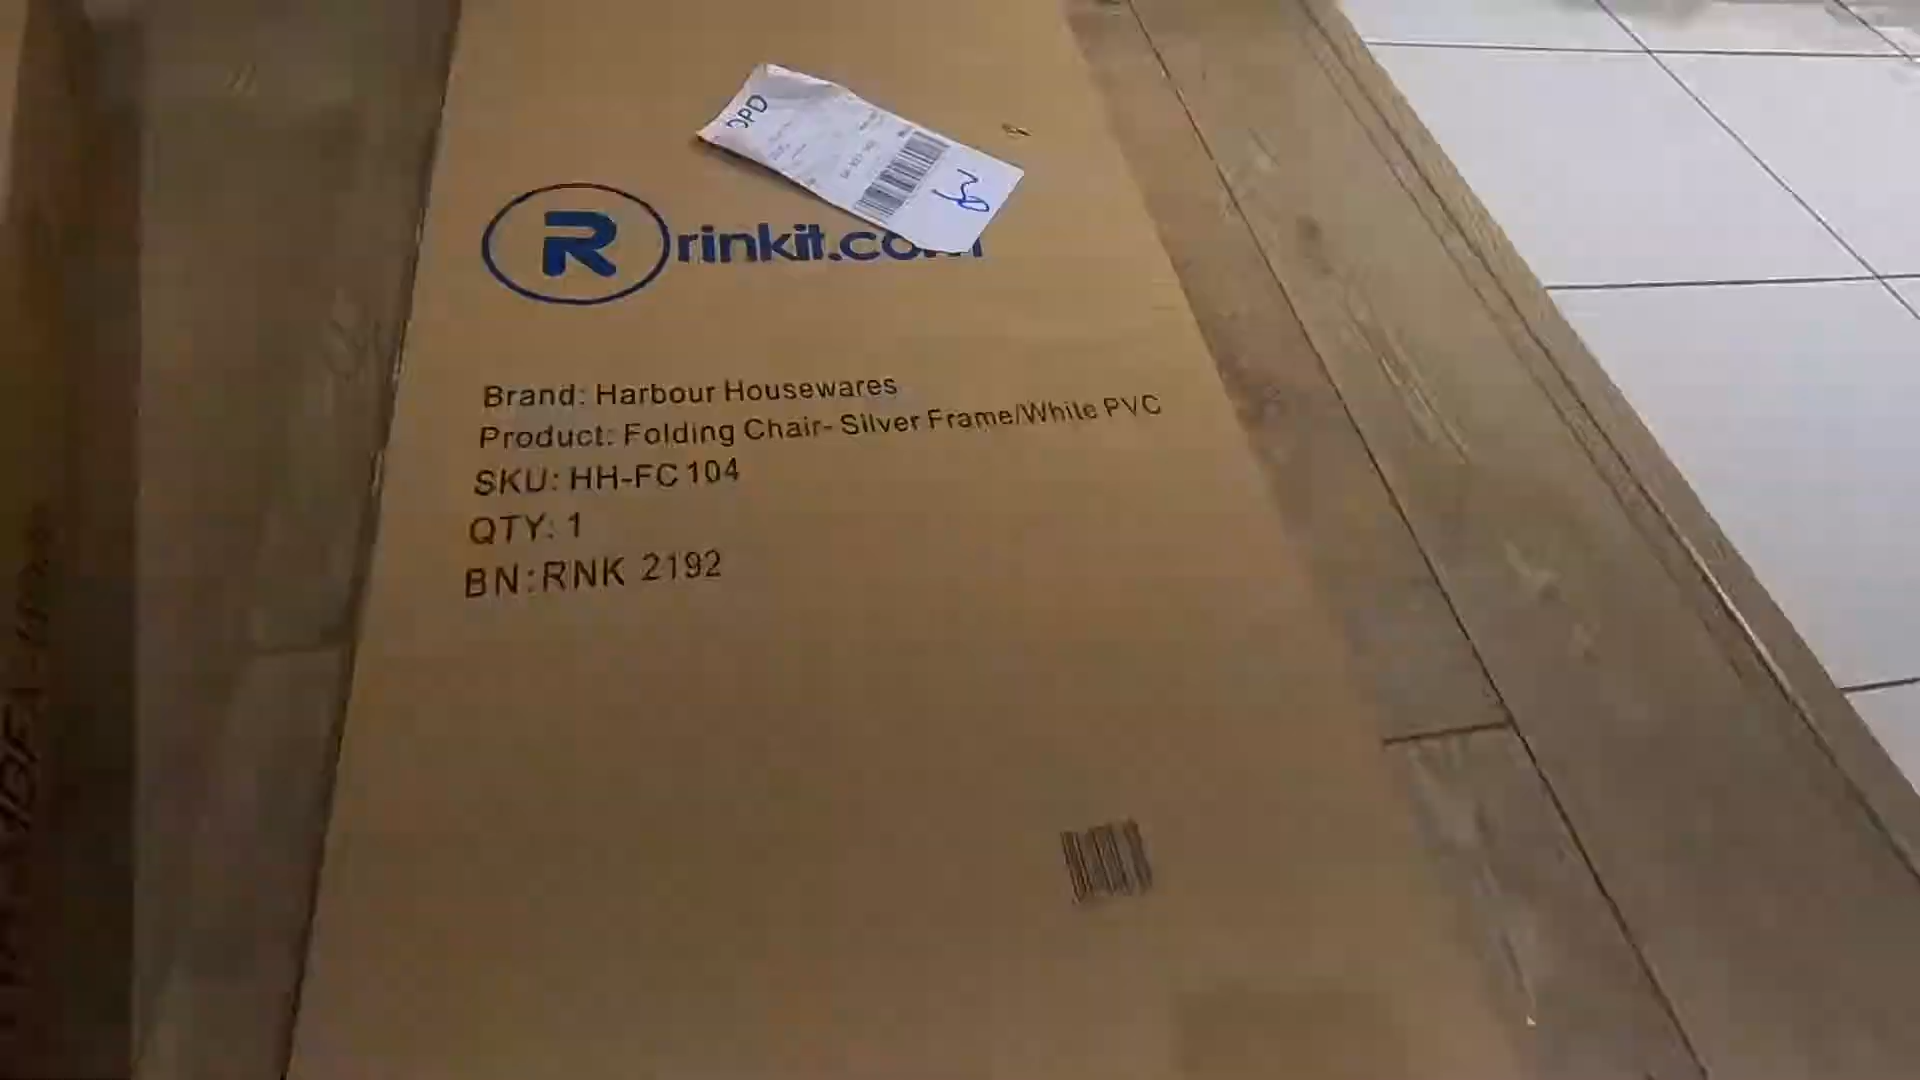 DPD
R rinkit.com
Brand: Harbour Housewares
Product: Folding Chair- Silver Frame/White PVC
SKU: HH-FC104
QTY: 1
BN:RNK 2192